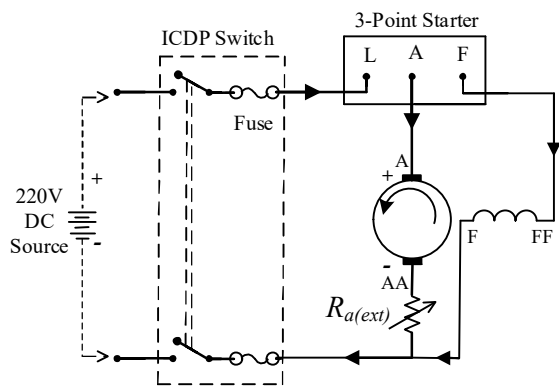 3-Point Starter
ICDP Switch
L A F
Fuse
+
220V
DC
Source
-
A
+
F FF
-
AA
Ra(ext)